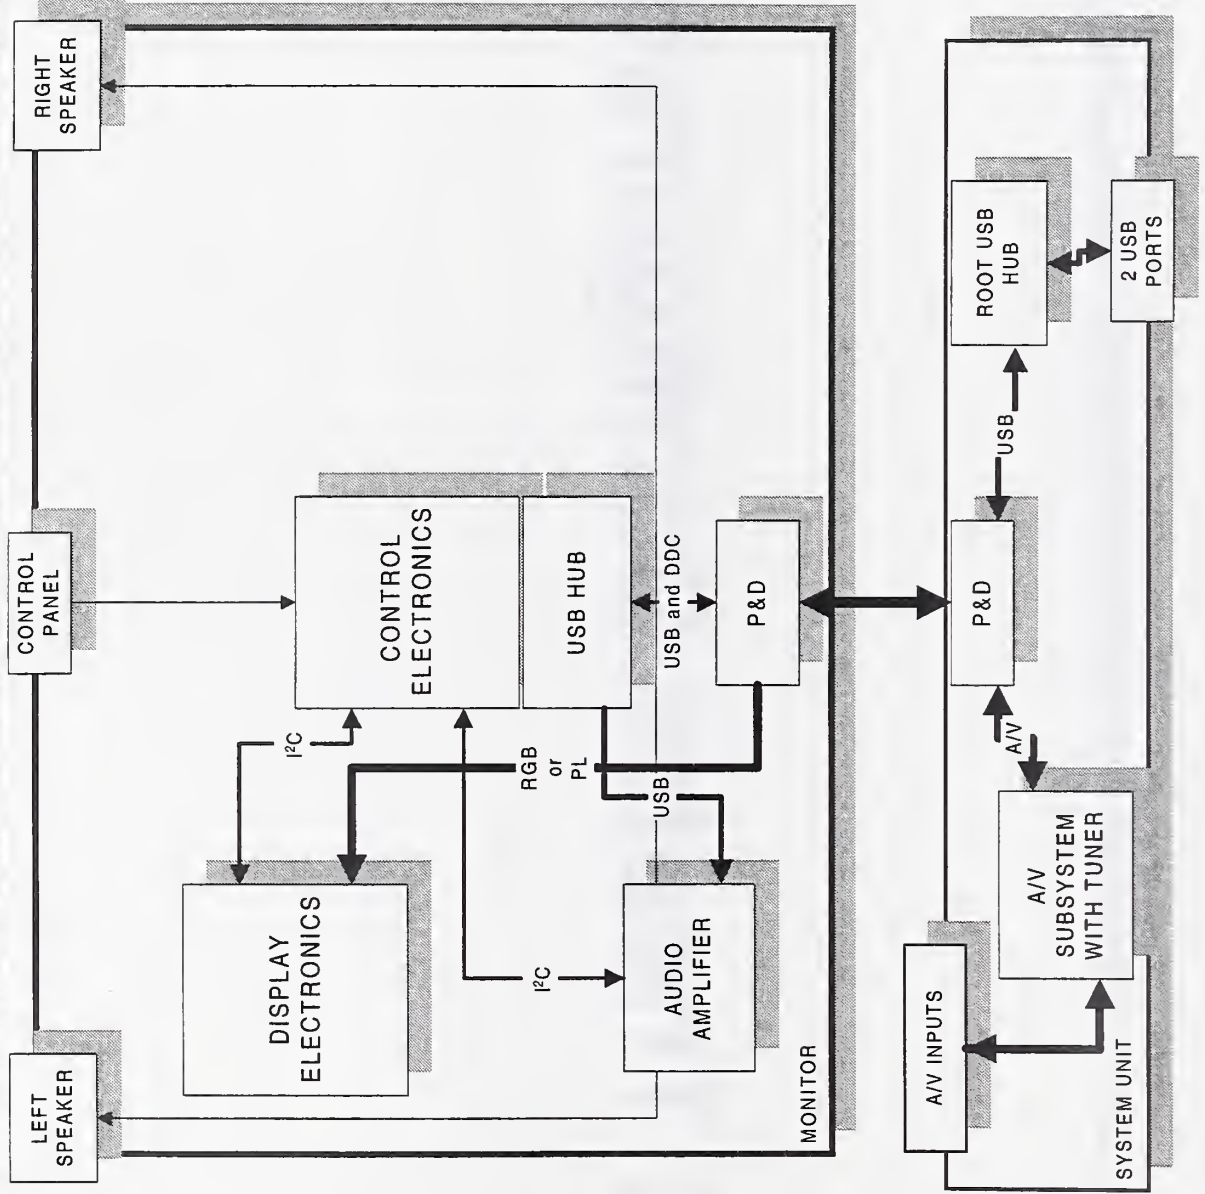 LEFT
SPEAKER
CONTROL
PANEL
RIGHT
SPEAKER
DISPLAY
ELECTRONICS
I²C
CONTROL
ELECTRONICS
USB HUB
RGB
or
PL
I²C
USB
USB and DDC
AUDIO
AMPLIFIER
P&D
MONITOR
A/V INPUTS
A/V
SUBSYSTEM
WITH TUNER
A/V
P&D
USB
ROOT USB
HUB
2 USB
PORTS
SYSTEM UNIT